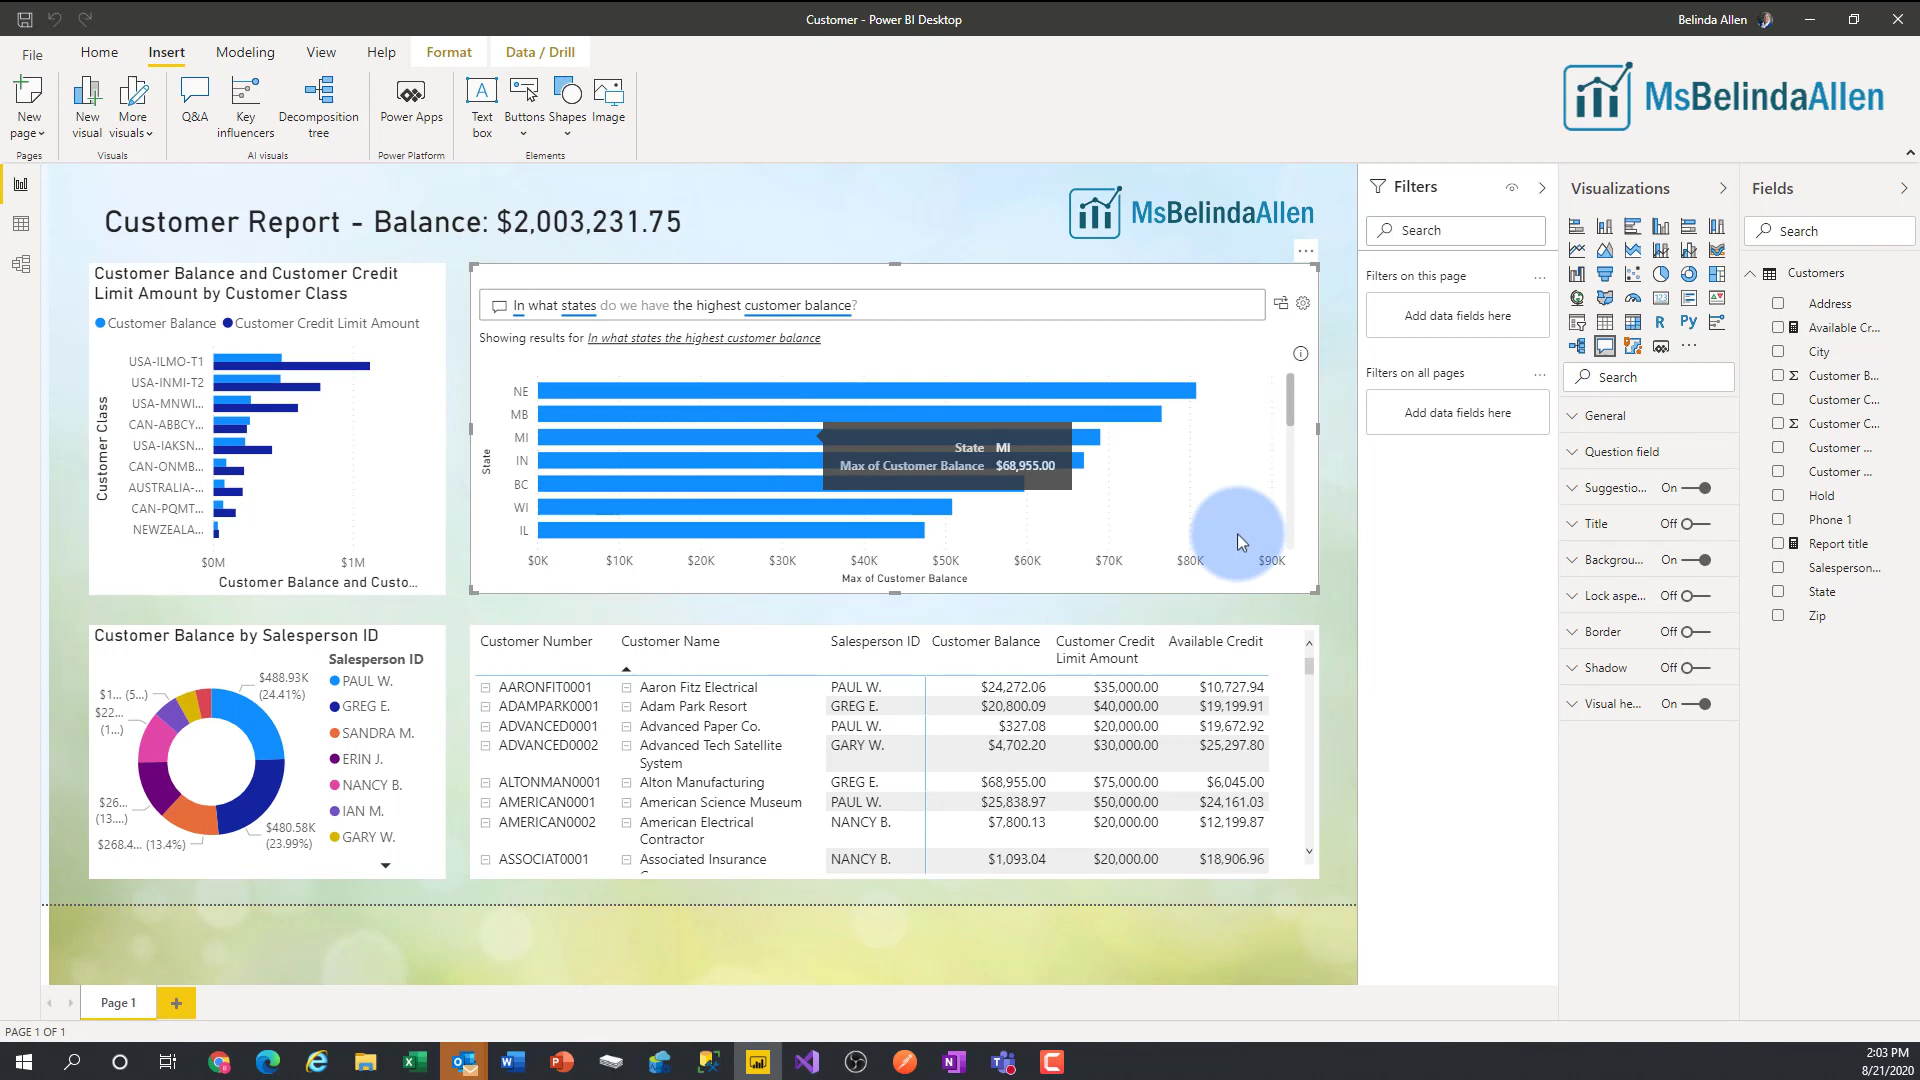 Customer - Power BI Desktop
Belinda Allen
File
Home
Insert
Modeling
View
Help
Format
Data / Drill
New page
New visual
More visuals
Q&A
Key influencers
Decomposition tree
Power Apps
Text box
Buttons
Shapes
Image
Pages
Visuals
AI visuals
Power Platform
Elements
MsBelindaAllen
Customer Report - Balance: $2,003,231.75
MsBelindaAllen
Customer Balance and Customer Credit
Limit Amount by Customer Class
Customer Balance
Customer Credit Limit Amount
Customer Class
USA-ILMO-T1
USA-INMI-T2
USA-MNWI...
CAN-ABBCY...
USA-IAKSN...
CAN-ONMB...
AUSTRALIA-...
CAN-PQMT...
NEWZEALA...
$0M
$1M
Customer Balance and Custo...
In what states do we have the highest customer balance?
Showing results for In what states the highest customer balance
State
NE
MB
MI
IN
BC
WI
IL
State MI
Max of Customer Balance $68,955.00
$0K $10K $20K $30K $40K $50K $60K $70K $80K $90K
Max of Customer Balance
Customer Balance by Salesperson ID
Salesperson ID
PAUL W.
GREG E.
SANDRA M.
ERIN J.
NANCY B.
IAN M.
GARY W.
$488.93K
(24.41%)
$480.58K
(23.99%)
$268.4... (13.4%)
$26...
(13....)
$22...
(1...)
$1... (5...)
Customer Number Customer Name Salesperson ID Customer Balance Customer Credit Limit Amount Available Credit
AARONFIT0001 Aaron Fitz Electrical PAUL W. $24,272.06 $35,000.00 $10,727.94
ADAMPARK0001 Adam Park Resort GREG E. $20,800.09 $40,000.00 $19,199.91
ADVANCED0001 Advanced Paper Co. PAUL W. $327.08 $20,000.00 $19,672.92
ADVANCED0002 Advanced Tech Satellite System GARY W. $4,702.20 $30,000.00 $25,297.80
ALTONMAN0001 Alton Manufacturing GREG E. $68,955.00 $75,000.00 $6,045.00
AMERICAN0001 American Science Museum PAUL W. $25,838.97 $50,000.00 $24,161.03
AMERICAN0002 American Electrical Contractor NANCY B. $7,800.13 $20,000.00 $12,199.87
ASSOCIAT0001 Associated Insurance NANCY B. $1,093.04 $20,000.00 $18,906.96
Filters
Search
Filters on this page ...
Add data fields here
Filters on all pages ...
Add data fields here
Visualizations
R
Py
Search
General
Question field
Suggestio... On
Title Off
Backgrou... On
Lock aspe... Off
Border Off
Shadow Off
Visual he... On
Fields
Search
Customers
Address
Available Cr...
City
Customer B...
Customer C...
Customer C...
Customer ...
Customer ...
Hold
Phone 1
Report title
Salesperson...
State
Zip
Page 1
PAGE 1 OF 1
2:03 PM
8/21/2020